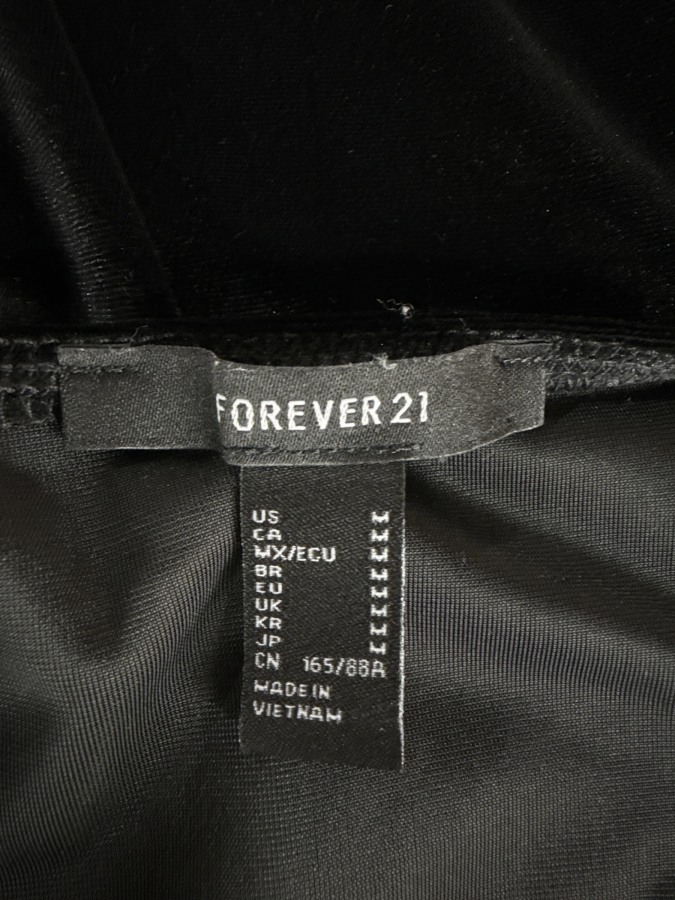 FOREVER 21
US M
CA M
MX/ECU M
BR M
EU M
UK M
KR M
JP M
CN 165/88A
MADE IN
VIETNAM